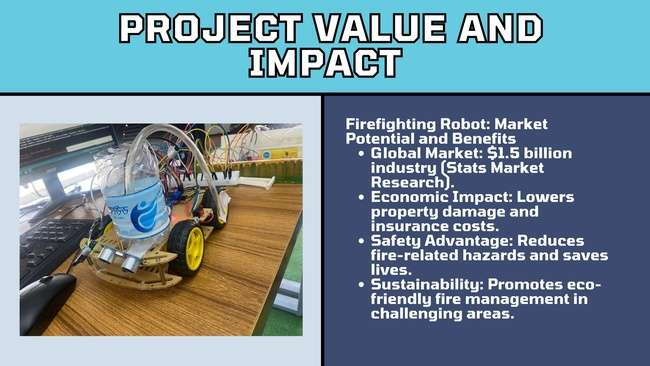 PROJECT VALUE AND
IMPACT
Firefighting Robot: Market
Potential and Benefits
• Global Market: $1.5 billion
industry (Stats Market
Research).
• Economic Impact: Lowers
property damage and
insurance costs.
• Safety Advantage: Reduces
fire-related hazards and saves
lives.
• Sustainability: Promotes eco-
friendly fire management in
challenging areas.